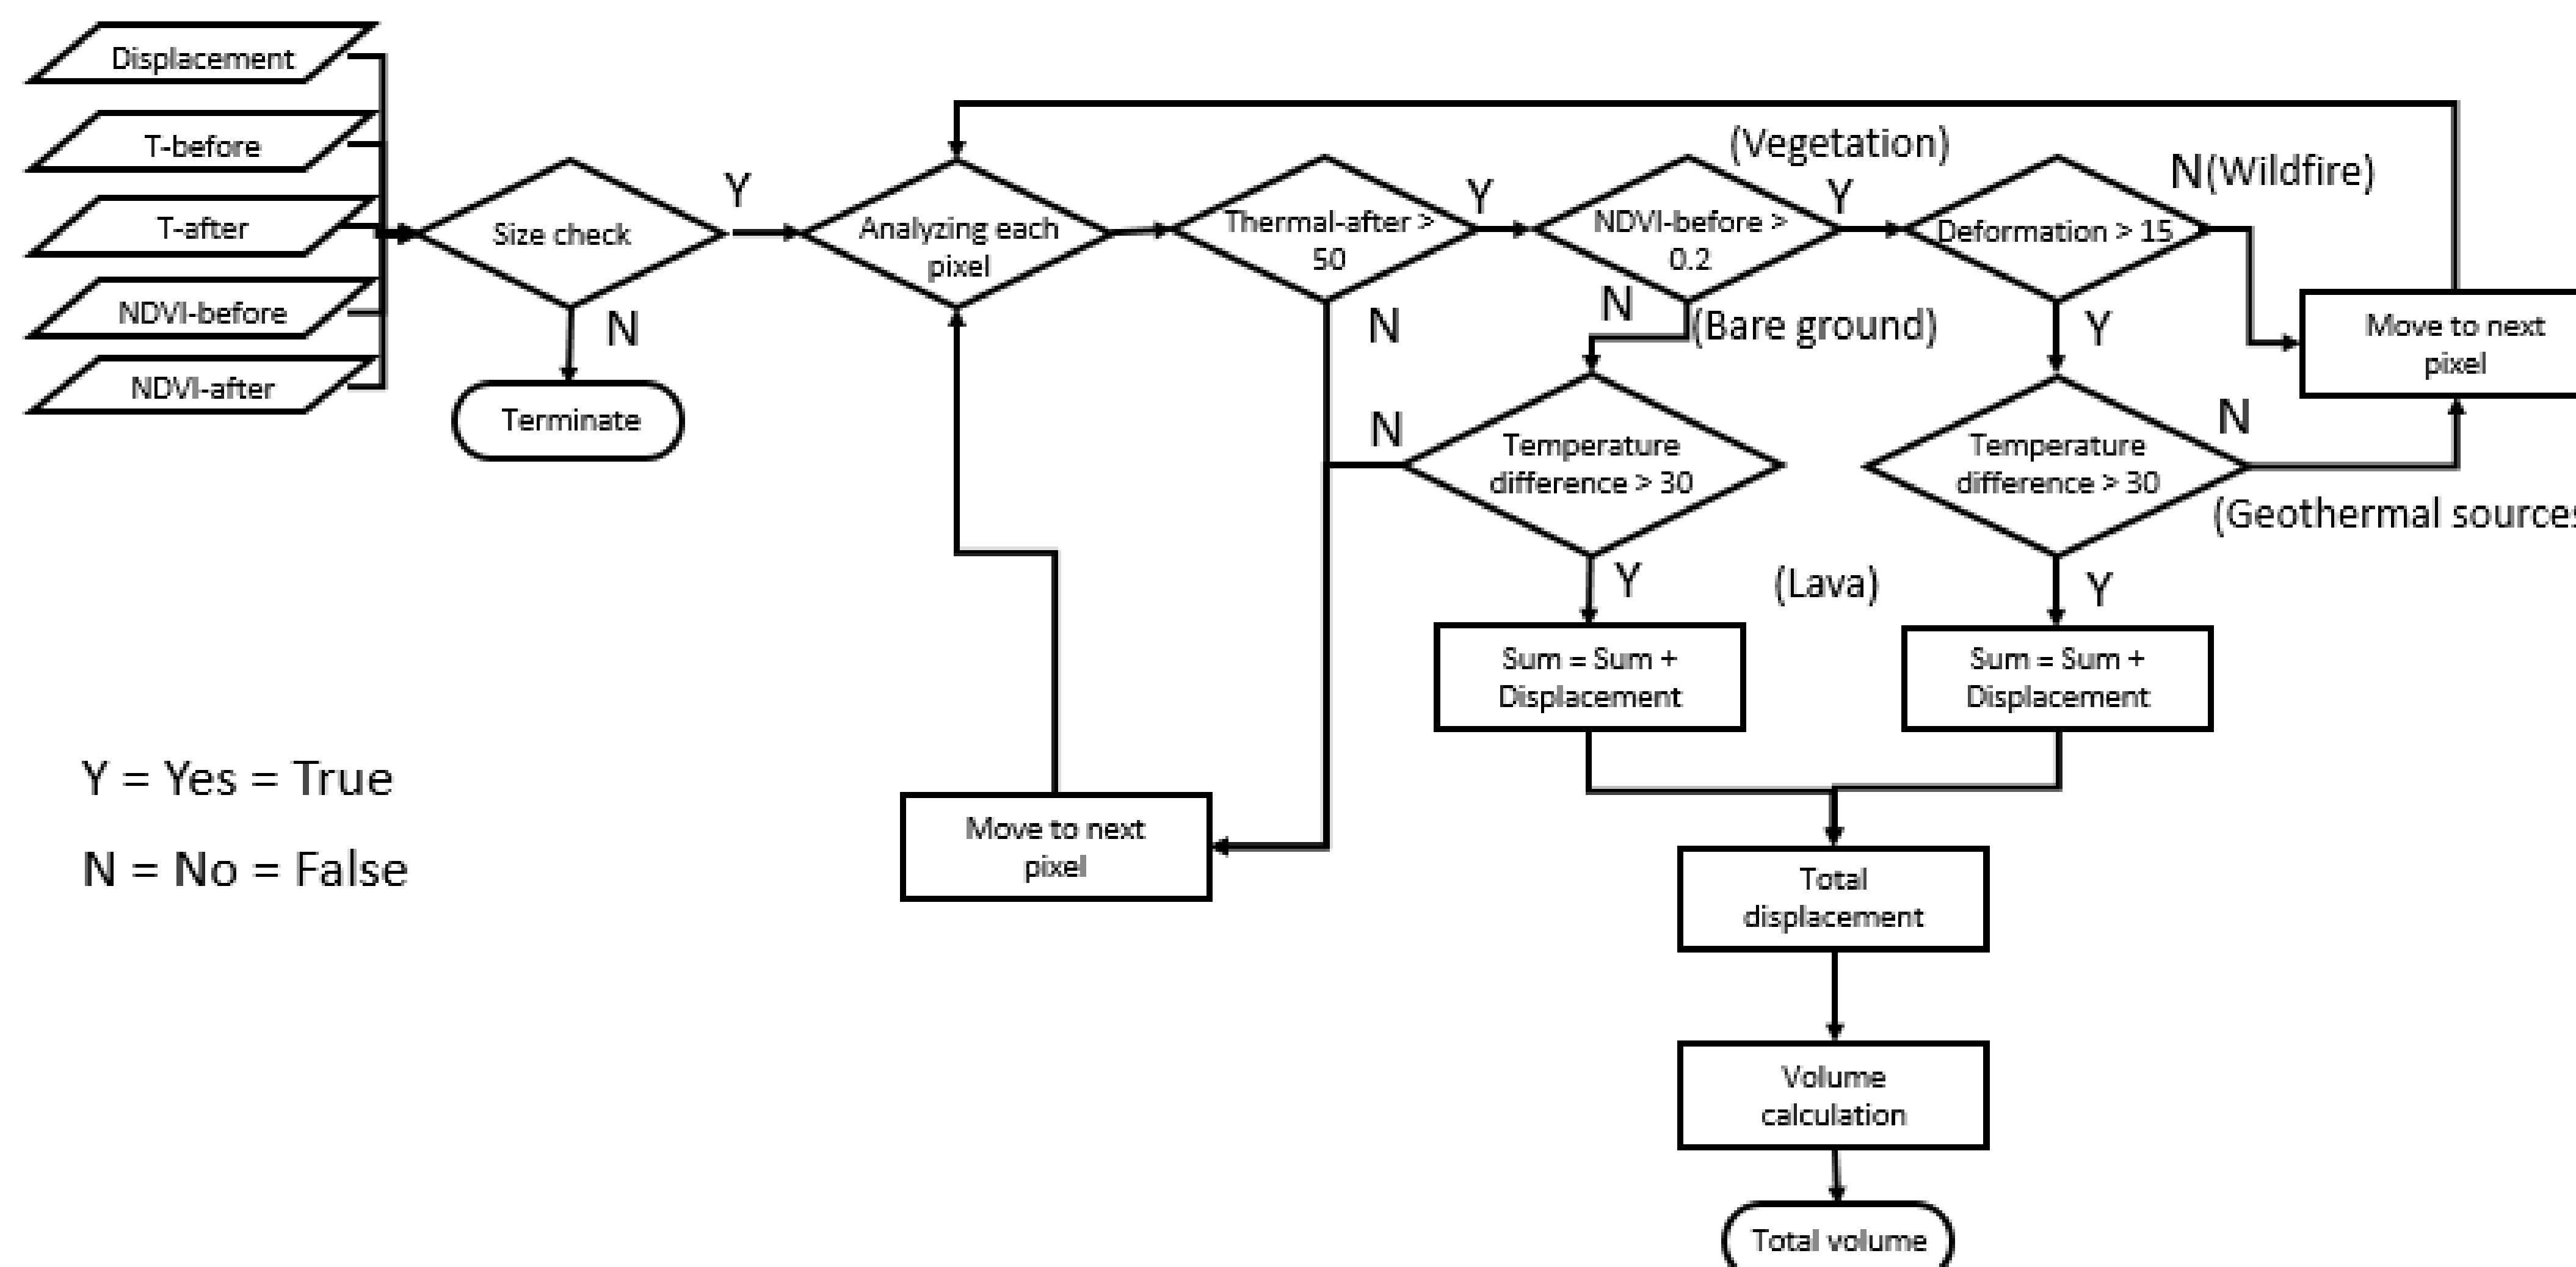 Displacement
T-before
T-after
NDVI-before
NDVI-after
Size check
Y
N
Terminate
Analyzing each
pixel
Thermal-after >
50
Y
N
NDVI-before >
0.2
(Vegetation)
Y
N
(Bare ground)
Deformation > 15
N(Wildfire)
Y
Move to next
pixel
Temperature
difference > 30
N
Y
Temperature
difference > 30
N
(Geothermal sources
Y
(Lava)
Sum = Sum +
Displacement
Sum = Sum +
Displacement
Move to next
pixel
Total
displacement
Volume
calculation
Total volume
Y = Yes = True
N = No = False